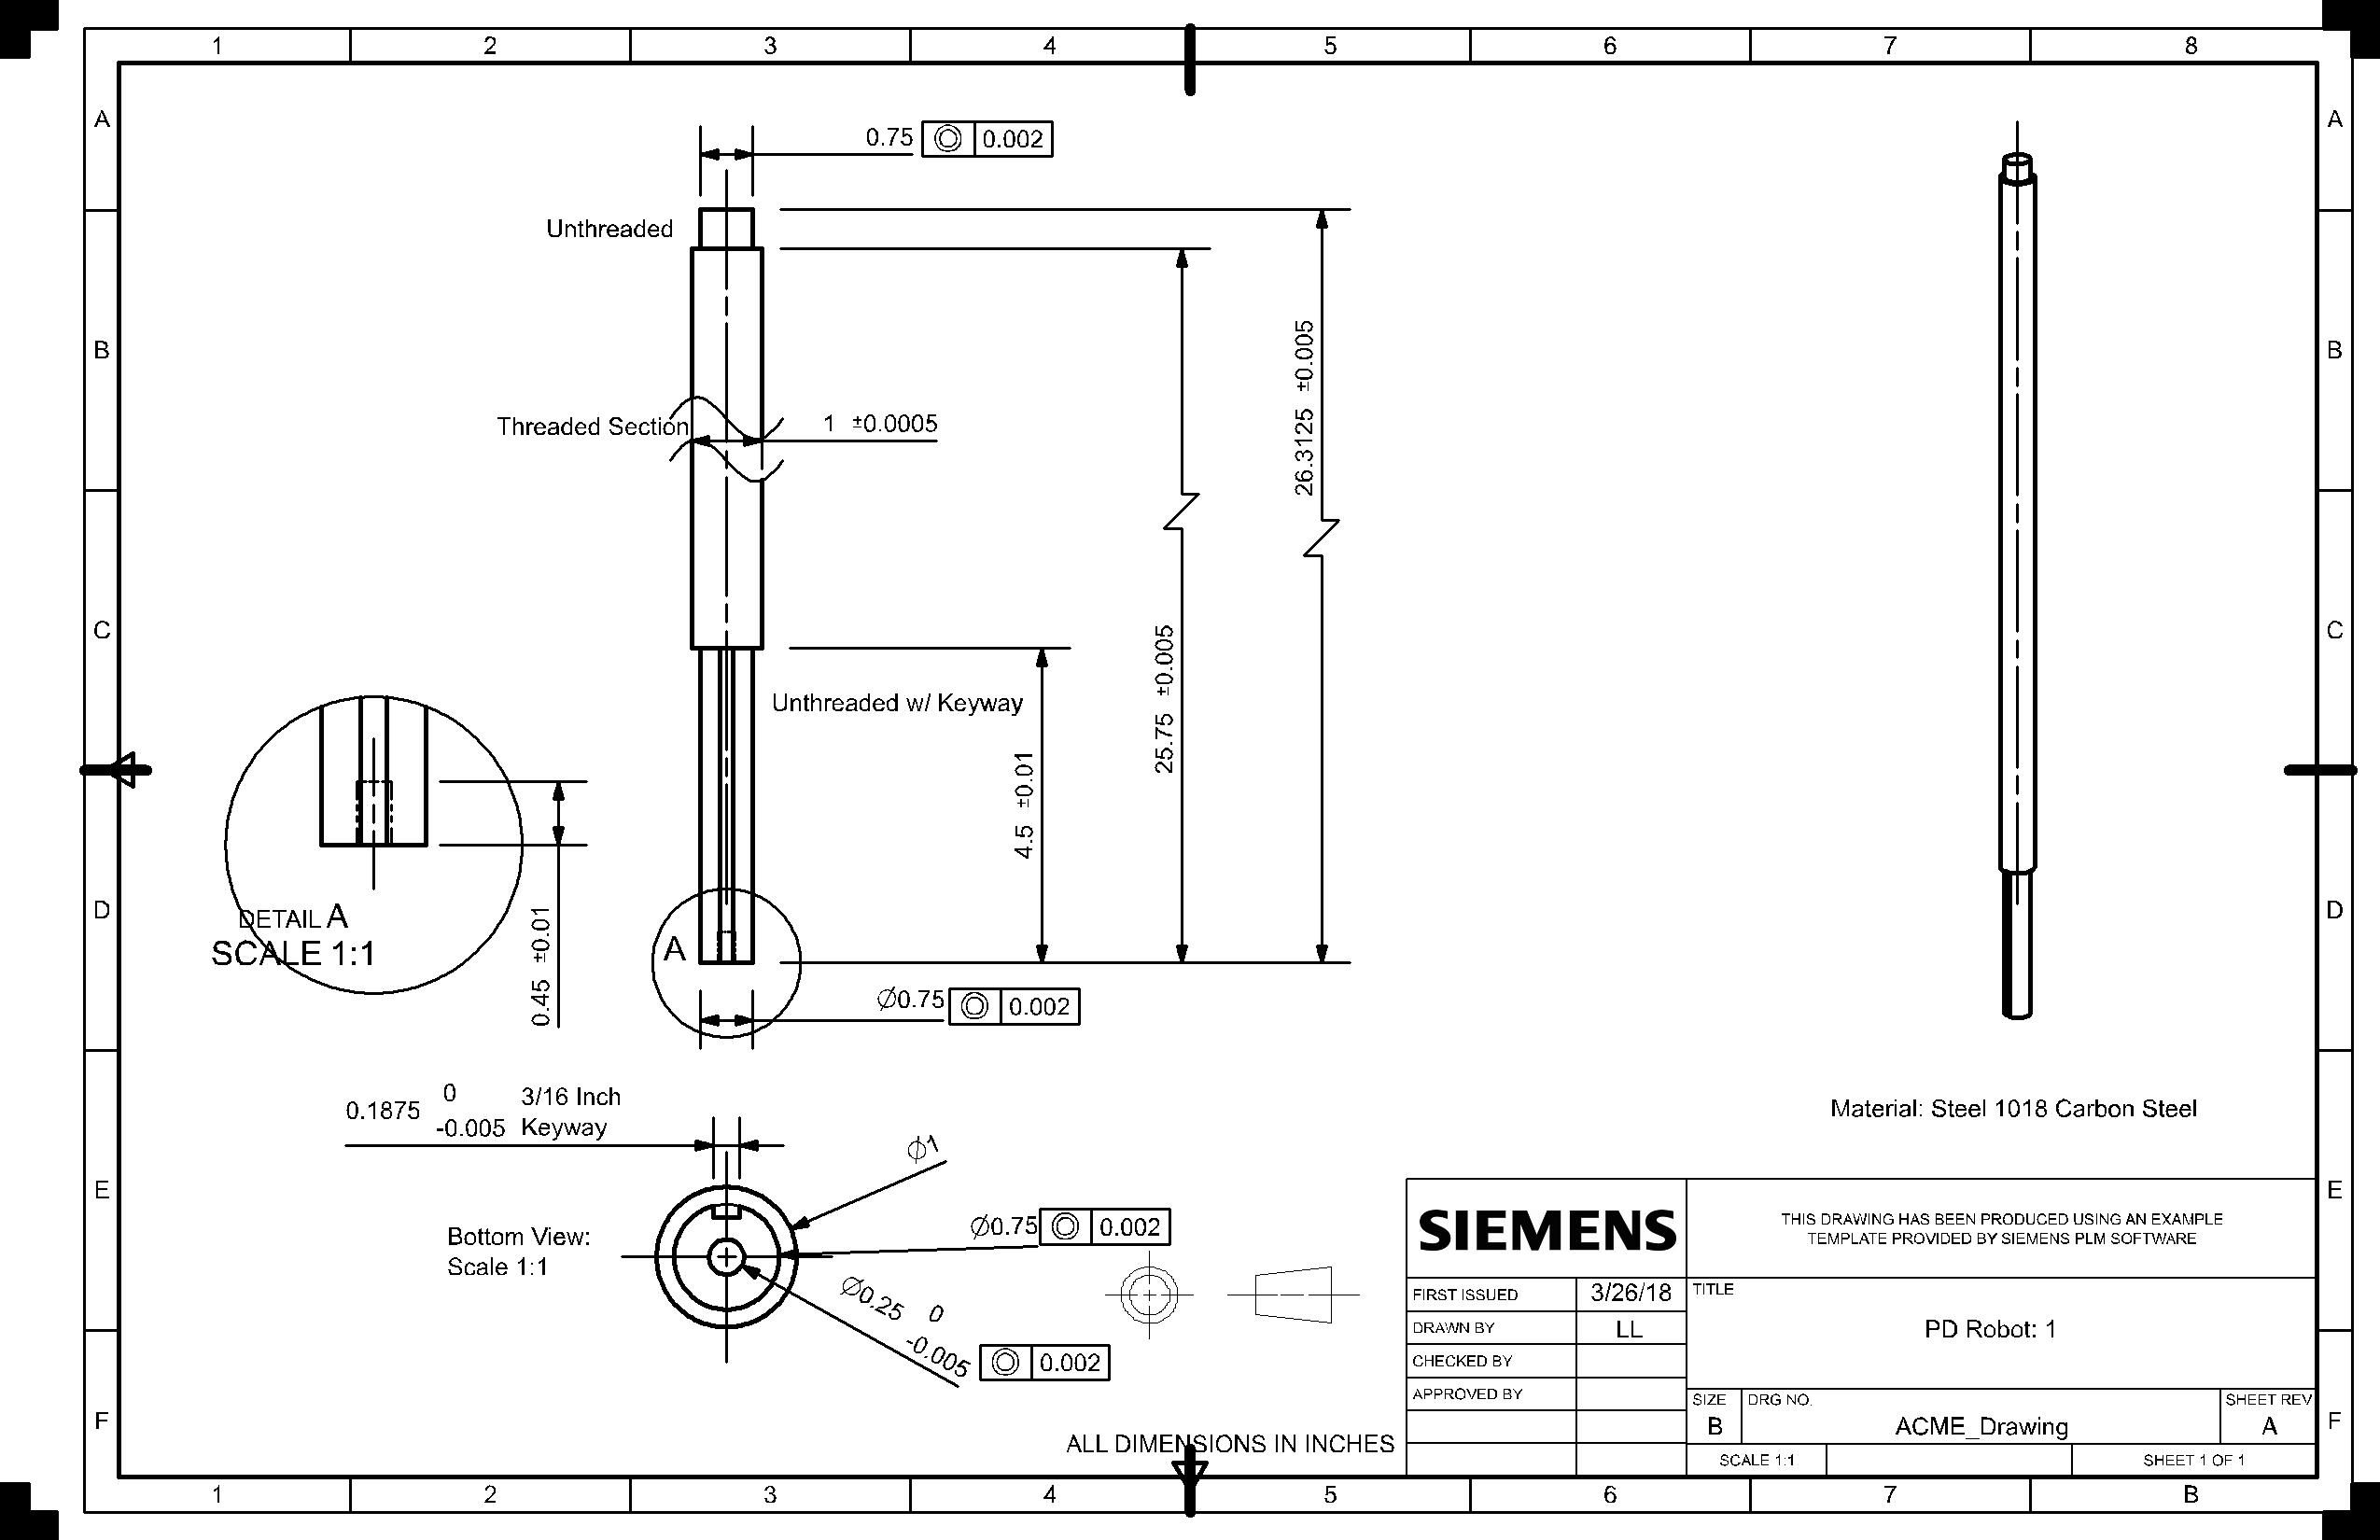 1 2 3 4 5 6 7 8
A A
0.75 ◎ 0.002
Unthreaded
B B
26.3125 ±0.005
Threaded Section
1 ±0.0005
C C
25.75 ±0.005
Unthreaded w/ Keyway
4.5 ±0.01
D D
DETAIL A
SCALE 1:1
0.45 ±0.01
A
∅0.75 ◎ 0.002
0.1875 0
-0.005
3/16 Inch
Keyway
Material: Steel 1018 Carbon Steel
ϕ1
E E
Bottom View:
Scale 1:1
∅0.75 ◎ 0.002
∅0.25 0
-0.005
◎ 0.002
SIEMENS
THIS DRAWING HAS BEEN PRODUCED USING AN EXAMPLE
TEMPLATE PROVIDED BY SIEMENS PLM SOFTWARE
FIRST ISSUED 3/26/18
TITLE
DRAWN BY LL
PD Robot: 1
CHECKED BY
APPROVED BY
SIZE DRG NO. SHEET REV
B ACME_Drawing A
F F
ALL DIMENSIONS IN INCHES
SCALE 1:1 SHEET 1 OF 1
1 2 3 4 5 6 7 B